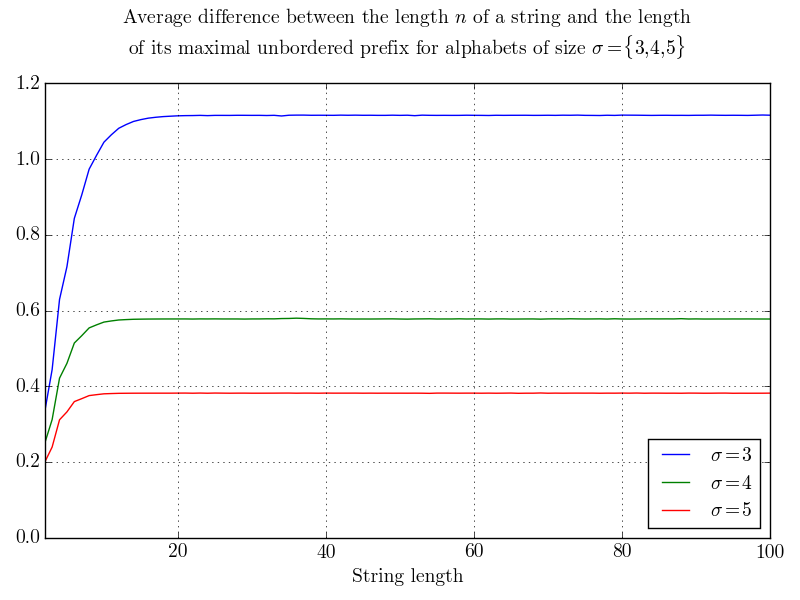 Average difference between the length n of a string and the length
of its maximal unbordered prefix for alphabets of size σ={3,4,5}
1.2
1.0
0.8
0.6
0.4
0.2
0.0
σ=3
σ=4
σ=5
20
40
60
80
100
String length